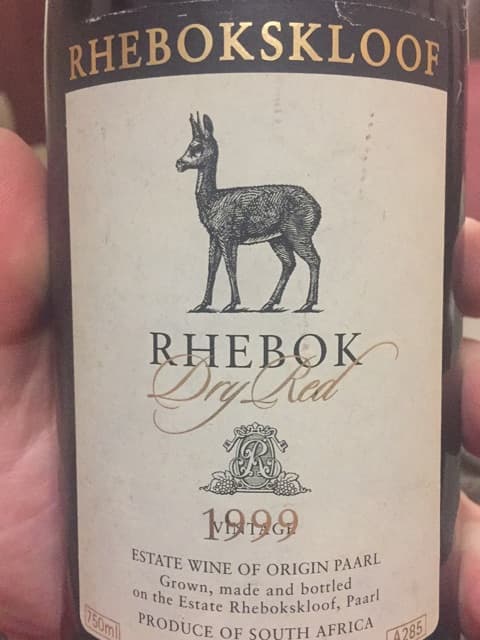 RHEBOKSKLOOF
RHEBOK
Dry Red
R
1999
VINTAGE
ESTATE WINE OF ORIGIN PAARL
Grown, made and bottled
on the Estate Rhebokskloof, Paarl
750ml
PRODUCE OF SOUTH AFRICA
A285